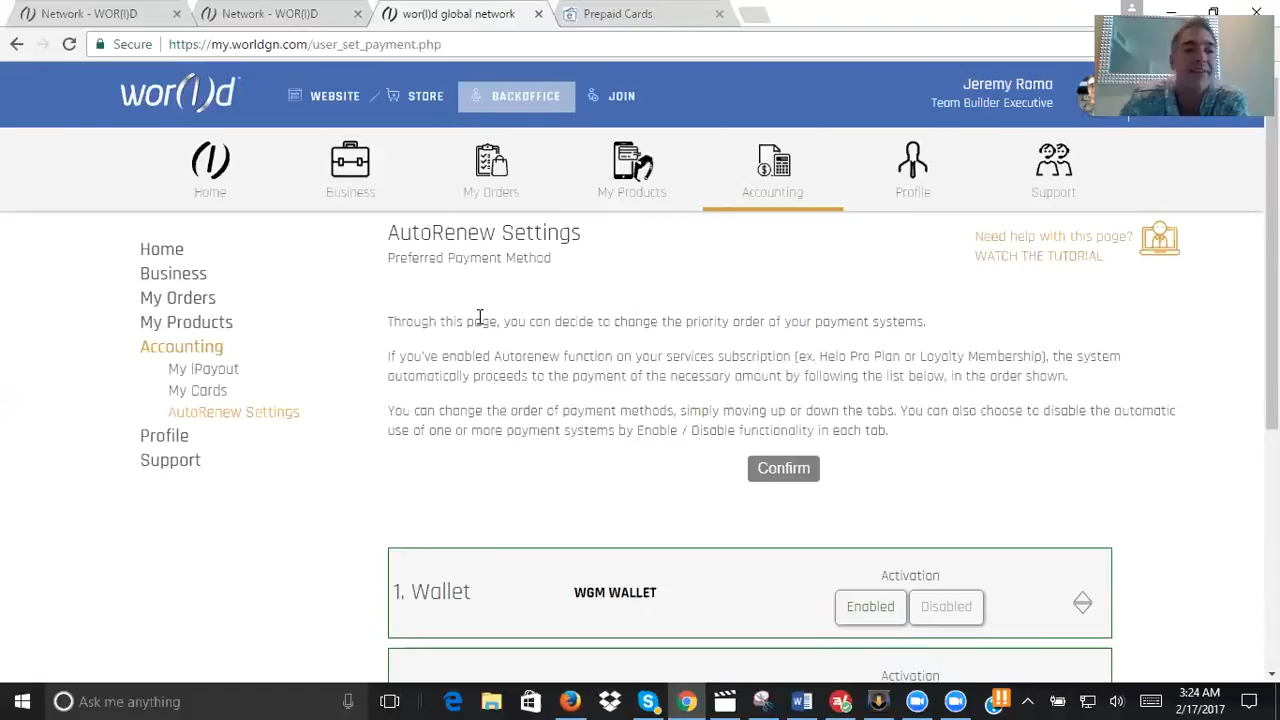 Network - WOR(I)D
Network - WOR(I)D
wor(l)d global network
Prepaid Cards
Secure
https://my.worldgn.com/user_set_payment.php
wor(l)d
WEBSITE
STORE
BACKOFFICE
JOIN
Jeremy Roma
Team Builder Executive
Home
Business
My Orders
My Products
Accounting
Profile
Support
Home
Business
My Orders
My Products
Accounting
My iPayout
My Cards
AutoRenew Settings
Profile
Support
AutoRenew Settings
Preferred Payment Method
Need help with this page?
WATCH THE TUTORIAL
Through this page, you can decide to change the priority order of your payment systems.
If you've enabled Autorenew function on your services subscription (ex. Helo Pro Plan or Loyalty Membership), the system
automatically proceeds to the payment of the necessary amount by following the list below, in the order shown.
You can change the order of payment methods, simply moving up or down the tabs. You can also choose to disable the automatic
use of one or more payment systems by Enable / Disable functionality in each tab.
Confirm
1. Wallet
WGM WALLET
Activation
Enabled
Disabled
Activation
Ask me anything
3:24 AM
2/17/2017